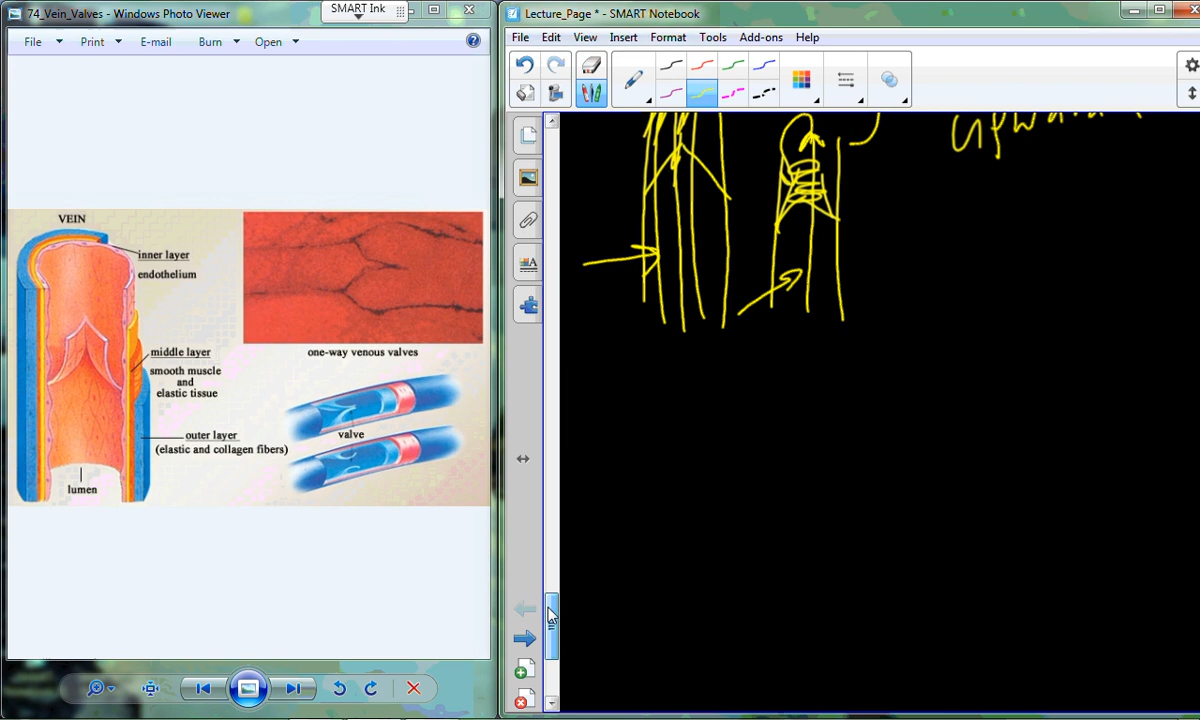 74_Vein_Valves - Windows Photo Viewer
SMART Ink
File Print E-mail Burn Open
VEIN
inner layer
endothelium
middle layer
smooth muscle
and
elastic tissue
outer layer
(elastic and collagen fibers)
lumen
one-way venous valves
valve
Lecture_Page * - SMART Notebook
File Edit View Insert Format Tools Add-ons Help